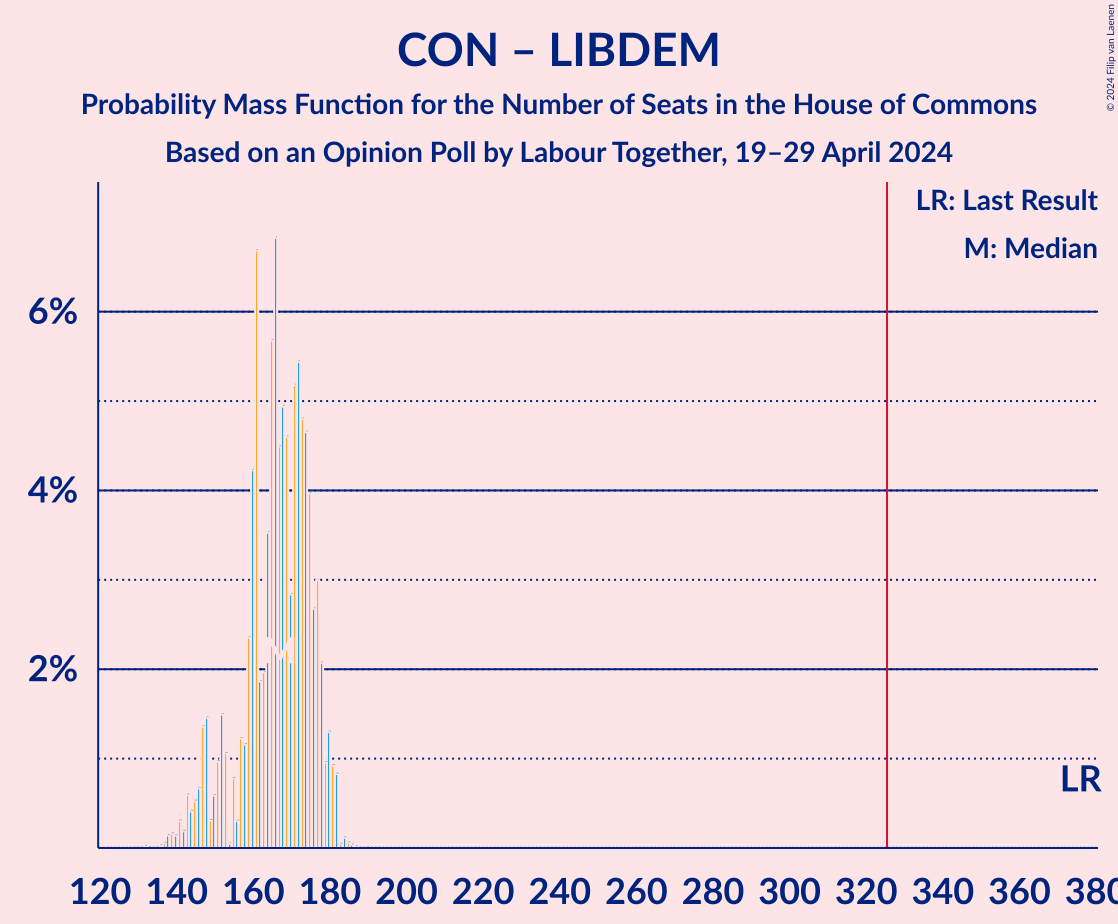 CON – LIBDEM
© 2024 Filip van Laenen
Probability Mass Function for the Number of Seats in the House of Commons
Based on an Opinion Poll by Labour Together, 19–29 April 2024
LR: Last Result
M: Median
6%
4%
2%
LR
120 140 160 180 200 220 240 260 280 300 320 340 360 380